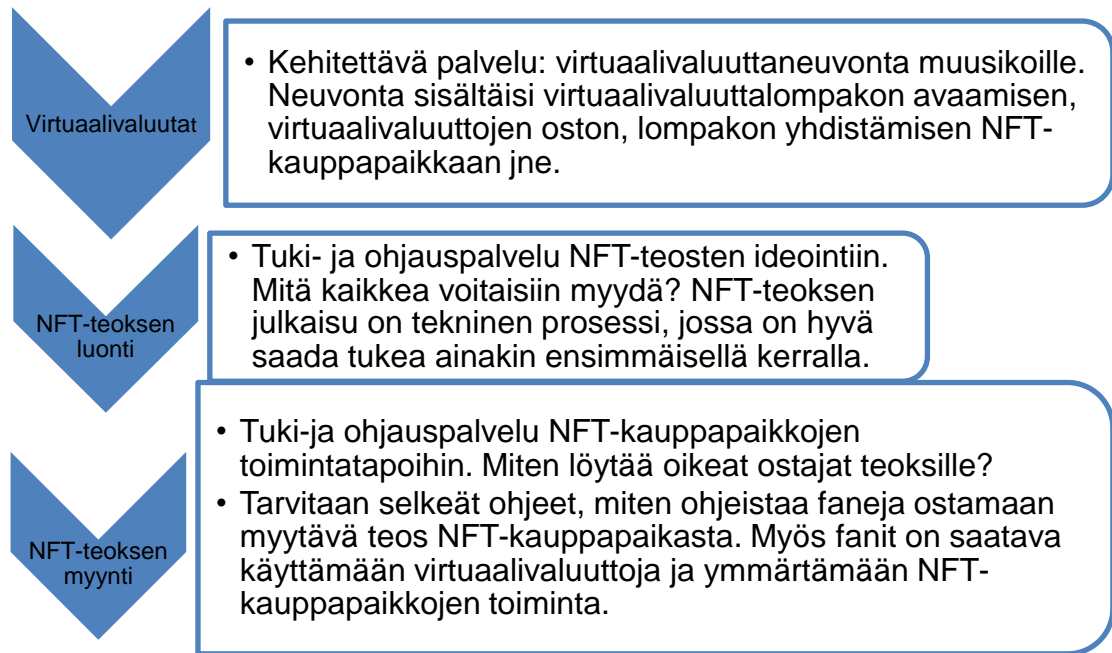 Virtuaalivaluutat
• Kehitettävä palvelu: virtuaalivaluuttaneuvonta muusikoille.
Neuvonta sisältäisi virtuaalivaluuttalompakon avaamisen,
virtuaalivaluuttojen oston, lompakon yhdistämisen NFT-
kauppapaikkaan jne.
NFT-teoksen
luonti
• Tuki- ja ohjauspalvelu NFT-teosten ideointiin.
Mitä kaikkea voitaisiin myydä? NFT-teoksen
julkaisu on tekninen prosessi, jossa on hyvä
saada tukea ainakin ensimmäisellä kerralla.
NFT-teoksen
myynti
• Tuki-ja ohjauspalvelu NFT-kauppapaikkojen
toimintatapoihin. Miten löytää oikeat ostajat teoksille?
• Tarvitaan selkeät ohjeet, miten ohjeistaa faneja ostamaan
myytävä teos NFT-kauppapaikasta. Myös fanit on saatava
käyttämään virtuaalivaluuttoja ja ymmärtämään NFT-
kauppapaikkojen toiminta.